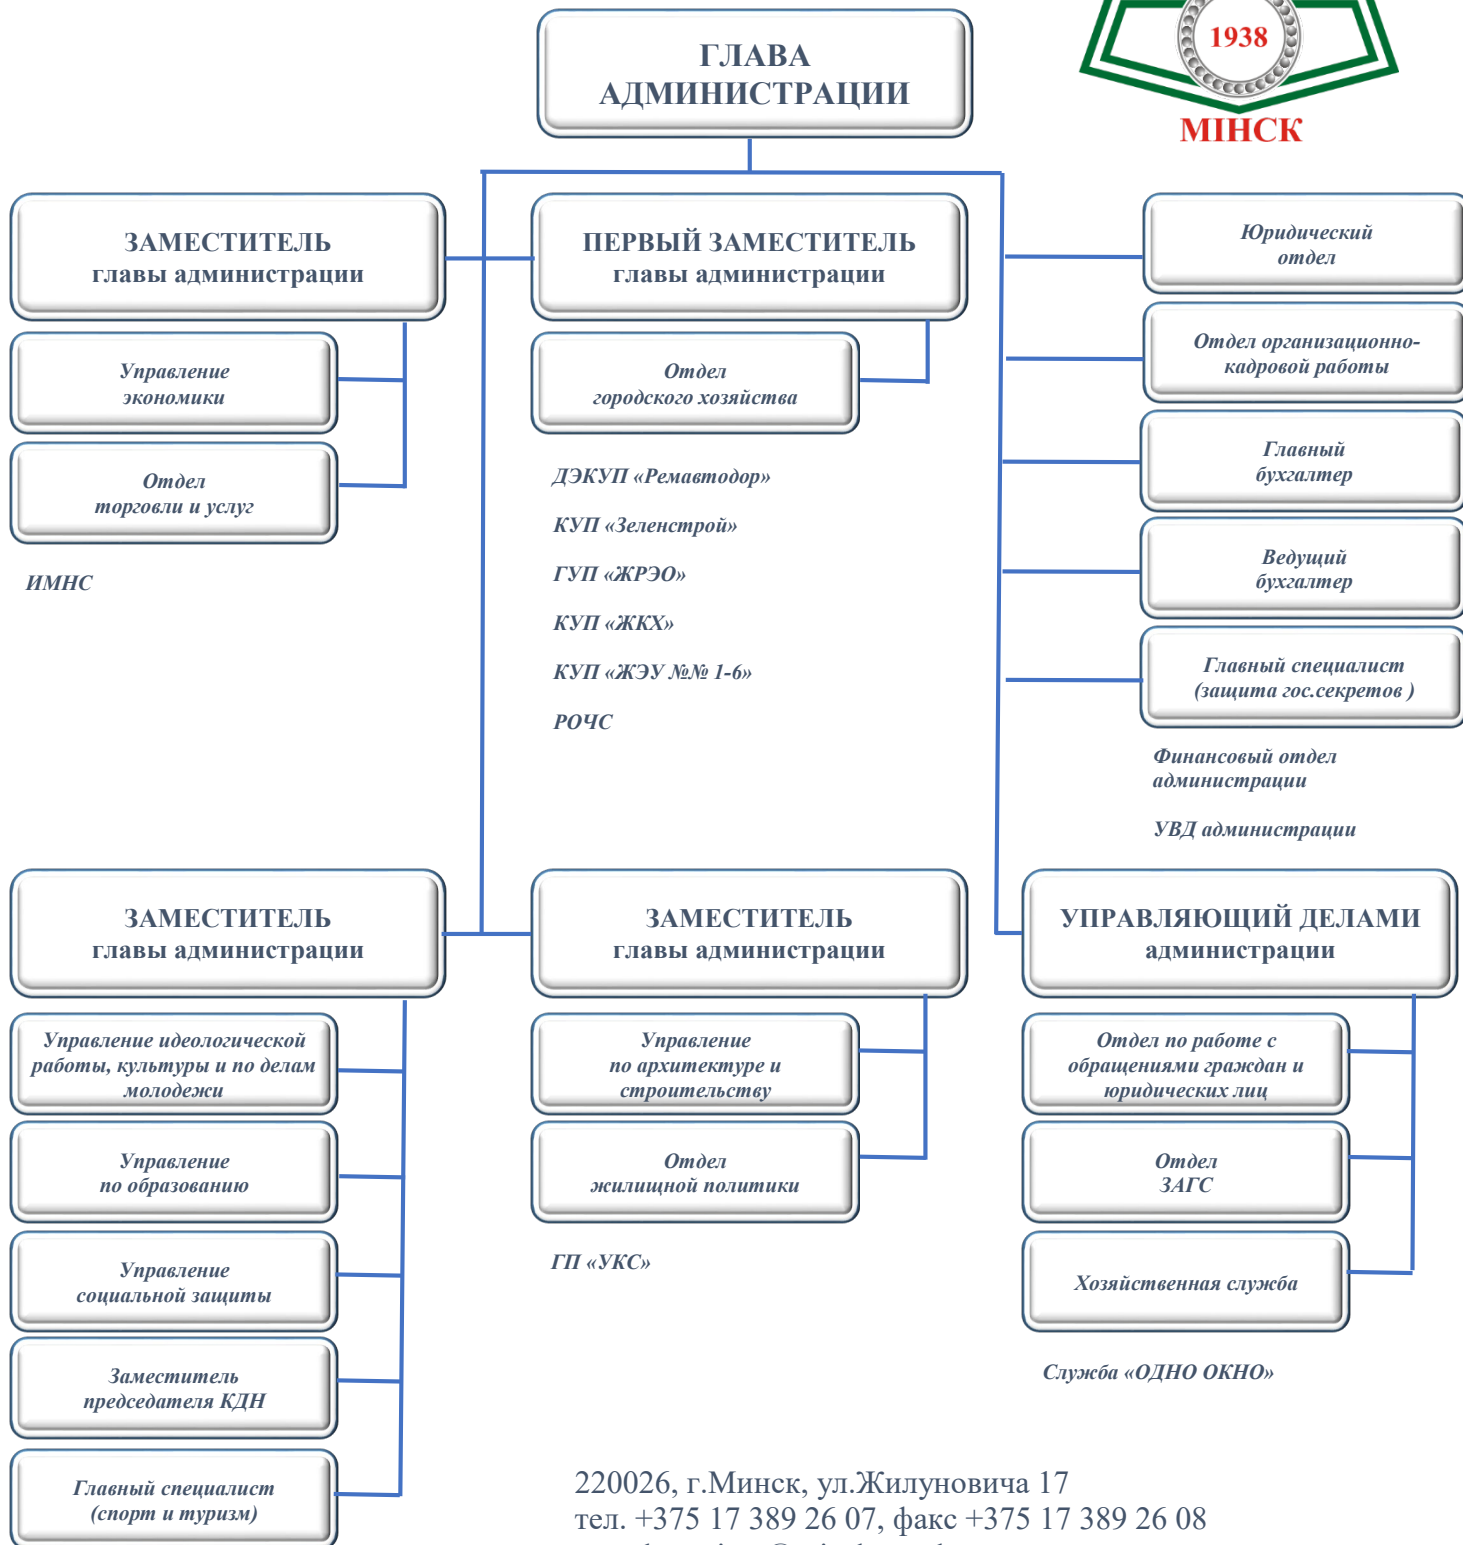 1938
МІНСК
ГЛАВА
АДМИНИСТРАЦИИ
ЗАМЕСТИТЕЛЬ
главы администрации
Управление
экономики
Отдел
торговли и услуг
ИМНС
ПЕРВЫЙ ЗАМЕСТИТЕЛЬ
главы администрации
Отдел
городского хозяйства
ДЭКУП «Ремавтодор»
КУП «Зеленстрой»
ГУП «ЖРЭО»
КУП «ЖКХ»
КУП «ЖЭУ №№ 1-6»
РОЧС
Юридический
отдел
Отдел организационно-
кадровой работы
Главный
бухгалтер
Ведущий
бухгалтер
Главный специалист
(защита гос.секретов )
Финансовый отдел
администрации
УВД администрации
ЗАМЕСТИТЕЛЬ
главы администрации
Управление идеологической
работы, культуры и по делам
молодежи
Управление
по образованию
Управление
социальной защиты
Заместитель
председателя КДН
Главный специалист
(спорт и туризм)
ЗАМЕСТИТЕЛЬ
главы администрации
Управление
по архитектуре и
строительству
Отдел
жилищной политики
ГП «УКС»
УПРАВЛЯЮЩИЙ ДЕЛАМИ
администрации
Отдел по работе с
обращениями граждан и
юридических лиц
Отдел
ЗАГС
Хозяйственная служба
Служба «ОДНО ОКНО»
220026, г.Минск, ул.Жилуновича 17
тел. +375 17 389 26 07, факс +375 17 389 26 08